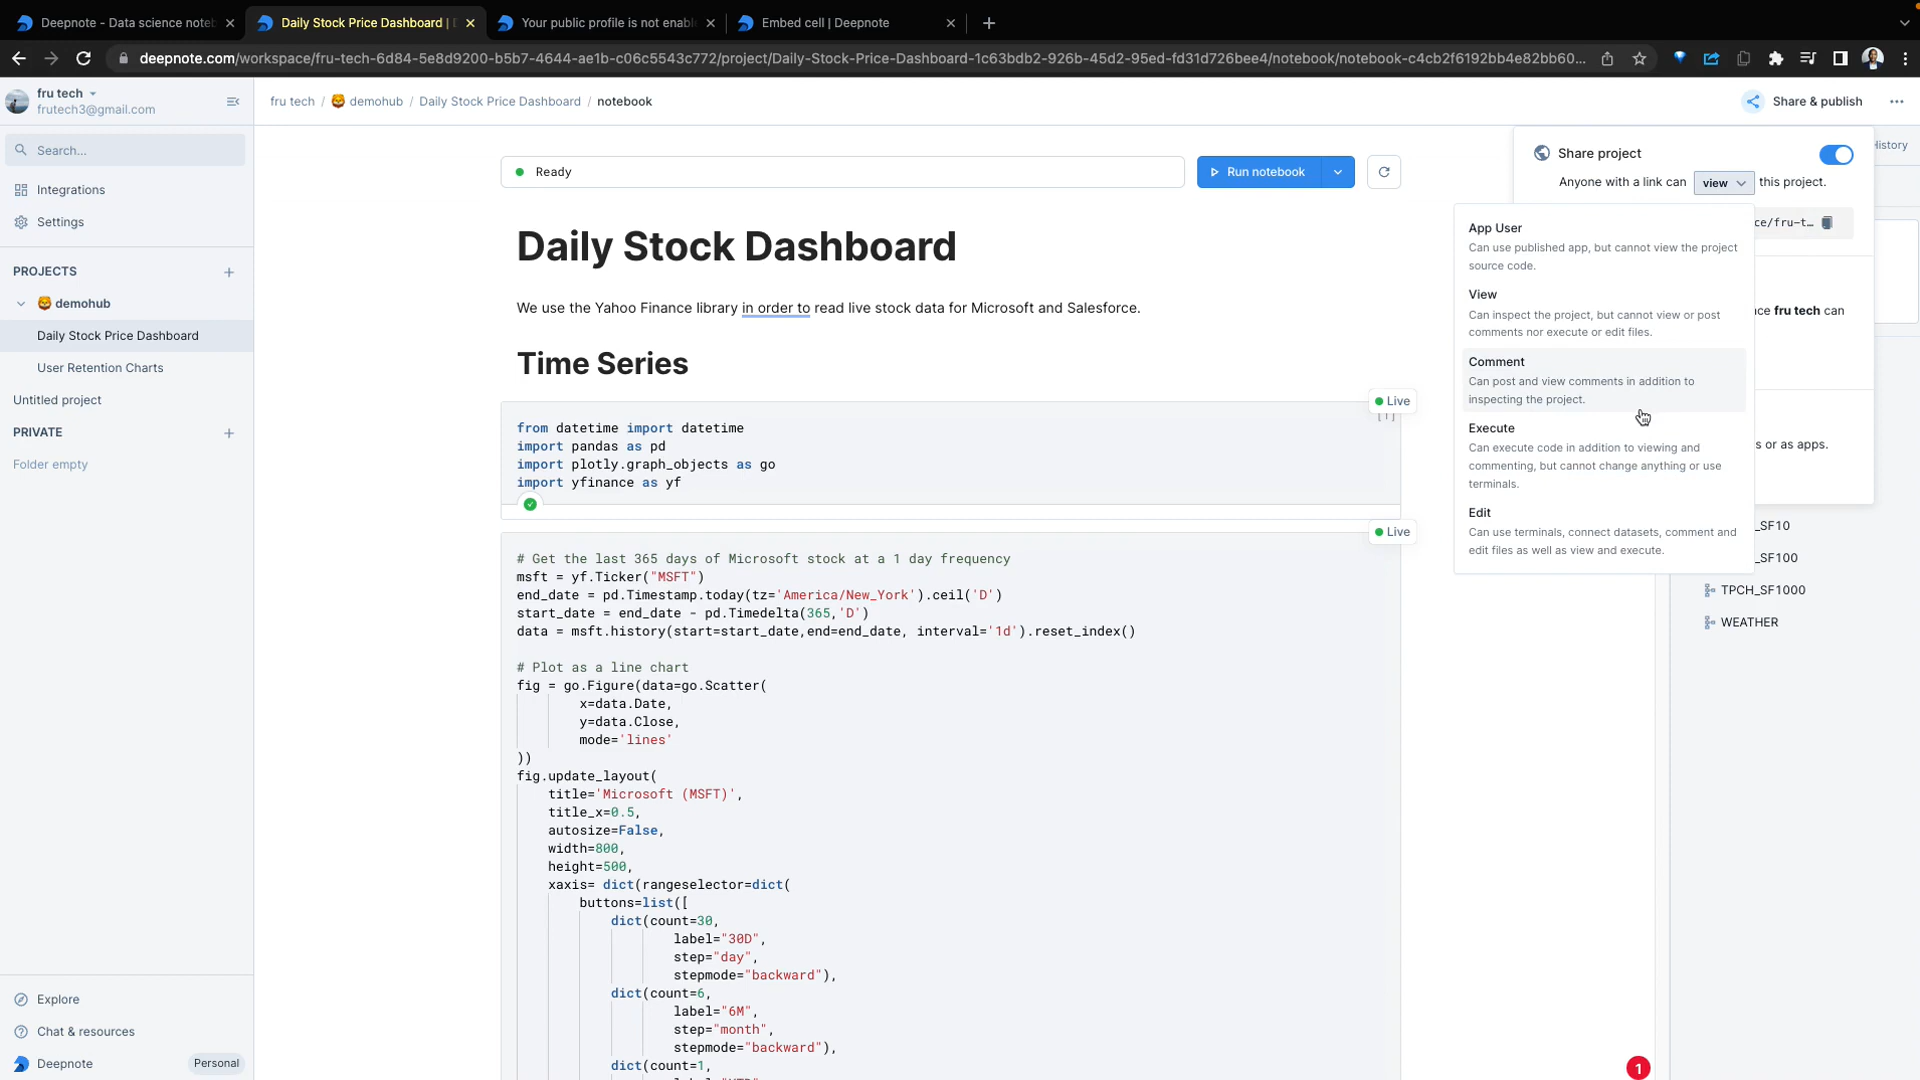 Deepnote - Data science noteb
Daily Stock Price Dashboard | D
Your public profile is not enabl
Embed cell | Deepnote
deepnote.com/workspace/fru-tech-6d84-5e8d9200-b5b7-4644-ae1b-c06c5543c772/project/Daily-Stock-Price-Dashboard-1c63bdb2-926b-45d2-95ed-fd31d726bee4/notebook/notebook-c4cb2f6192bb4e82bb60...
fru tech
frutech3@gmail.com
Search...
Integrations
Settings
PROJECTS
demohub
Daily Stock Price Dashboard
User Retention Charts
Untitled project
PRIVATE
Folder empty
Explore
Chat & resources
Deepnote
Personal
fru tech / demohub / Daily Stock Price Dashboard / notebook
Share & publish
Ready
Run notebook
Daily Stock Dashboard
We use the Yahoo Finance library in order to read live stock data for Microsoft and Salesforce.
Time Series
Live
[1]
from datetime import datetime
import pandas as pd
import plotly.graph_objects as go
import yfinance as yf
Live
# Get the last 365 days of Microsoft stock at a 1 day frequency
msft = yf.Ticker("MSFT")
end_date = pd.Timestamp.today(tz='America/New_York').ceil('D')
start_date = end_date - pd.Timedelta(365,'D')
data = msft.history(start=start_date,end=end_date, interval='1d').reset_index()
# Plot as a line chart
fig = go.Figure(data=go.Scatter(
x=data.Date,
y=data.Close,
mode='lines'
))
fig.update_layout(
title='Microsoft (MSFT)',
title_x=0.5,
autosize=False,
width=800,
height=500,
xaxis= dict(rangeselector=dict(
buttons=list([
dict(count=30,
label="30D",
step="day",
stepmode="backward"),
dict(count=6,
label="6M",
step="month",
stepmode="backward"),
dict(count=1,
Share project
History
Anyone with a link can view this project.
ce/fru-t…
App User
Can use published app, but cannot view the project
source code.
View
Can inspect the project, but cannot view or post
comments nor execute or edit files.
Comment
Can post and view comments in addition to
inspecting the project.
Execute
Can execute code in addition to viewing and
commenting, but cannot change anything or use
terminals.
Edit
Can use terminals, connect datasets, comment and
edit files as well as view and execute.
ce fru tech can
s or as apps.
_SF10
_SF100
TPCH_SF1000
WEATHER
1